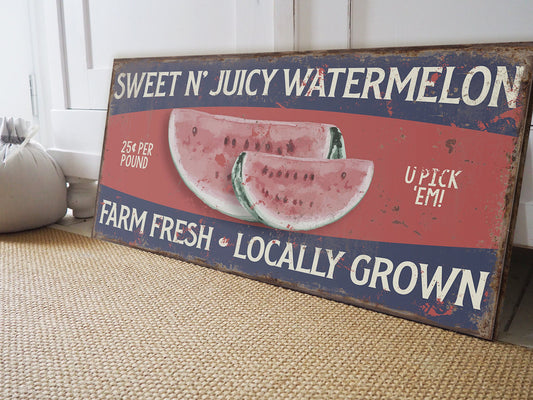 SWEET N' JUICY WATERMELON
25¢ PER
POUND
U PICK
'EM!
FARM FRESH • LOCALLY GROWN